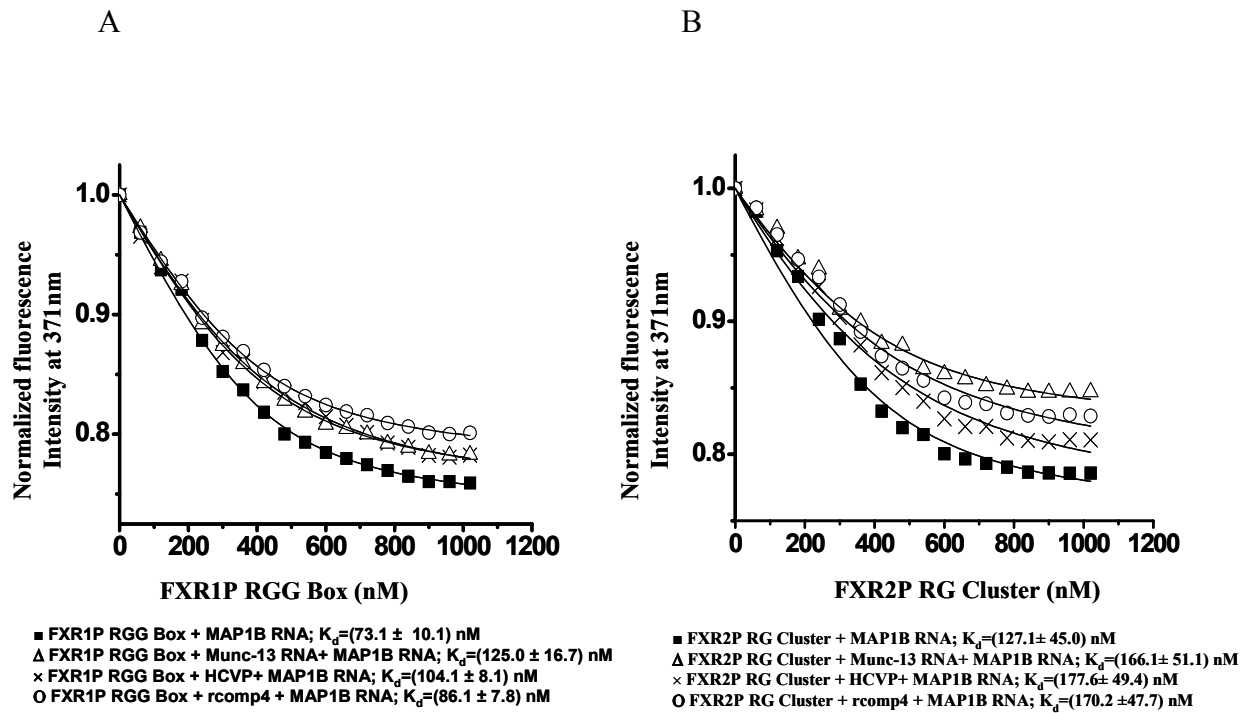 A
Normalized fluorescence
Intensity at 371nm
1.0
0.9
0.8
0 200 400 600 800 1000 1200
FXR1P RGG Box (nM)
■ FXR1P RGG Box + MAP1B RNA; Kd=(73.1 ± 10.1) nM
Δ FXR1P RGG Box + Munc-13 RNA+ MAP1B RNA; Kd=(125.0 ± 16.7) nM
× FXR1P RGG Box + HCVP+ MAP1B RNA; Kd=(104.1 ± 8.1) nM
O FXR1P RGG Box + rcomp4 + MAP1B RNA; Kd=(86.1 ± 7.8) nM
B
Normalized fluorescence
Intensity at 371nm
1.0
0.9
0.8
0 200 400 600 800 1000 1200
FXR2P RG Cluster (nM)
■ FXR2P RG Cluster + MAP1B RNA; Kd=(127.1± 45.0) nM
Δ FXR2P RG Cluster + Munc-13 RNA+ MAP1B RNA; Kd=(166.1± 51.1) nM
× FXR2P RG Cluster + HCVP+ MAP1B RNA; Kd=(177.6± 49.4) nM
O FXR2P RG Cluster + rcomp4 + MAP1B RNA; Kd=(170.2 ±47.7) nM